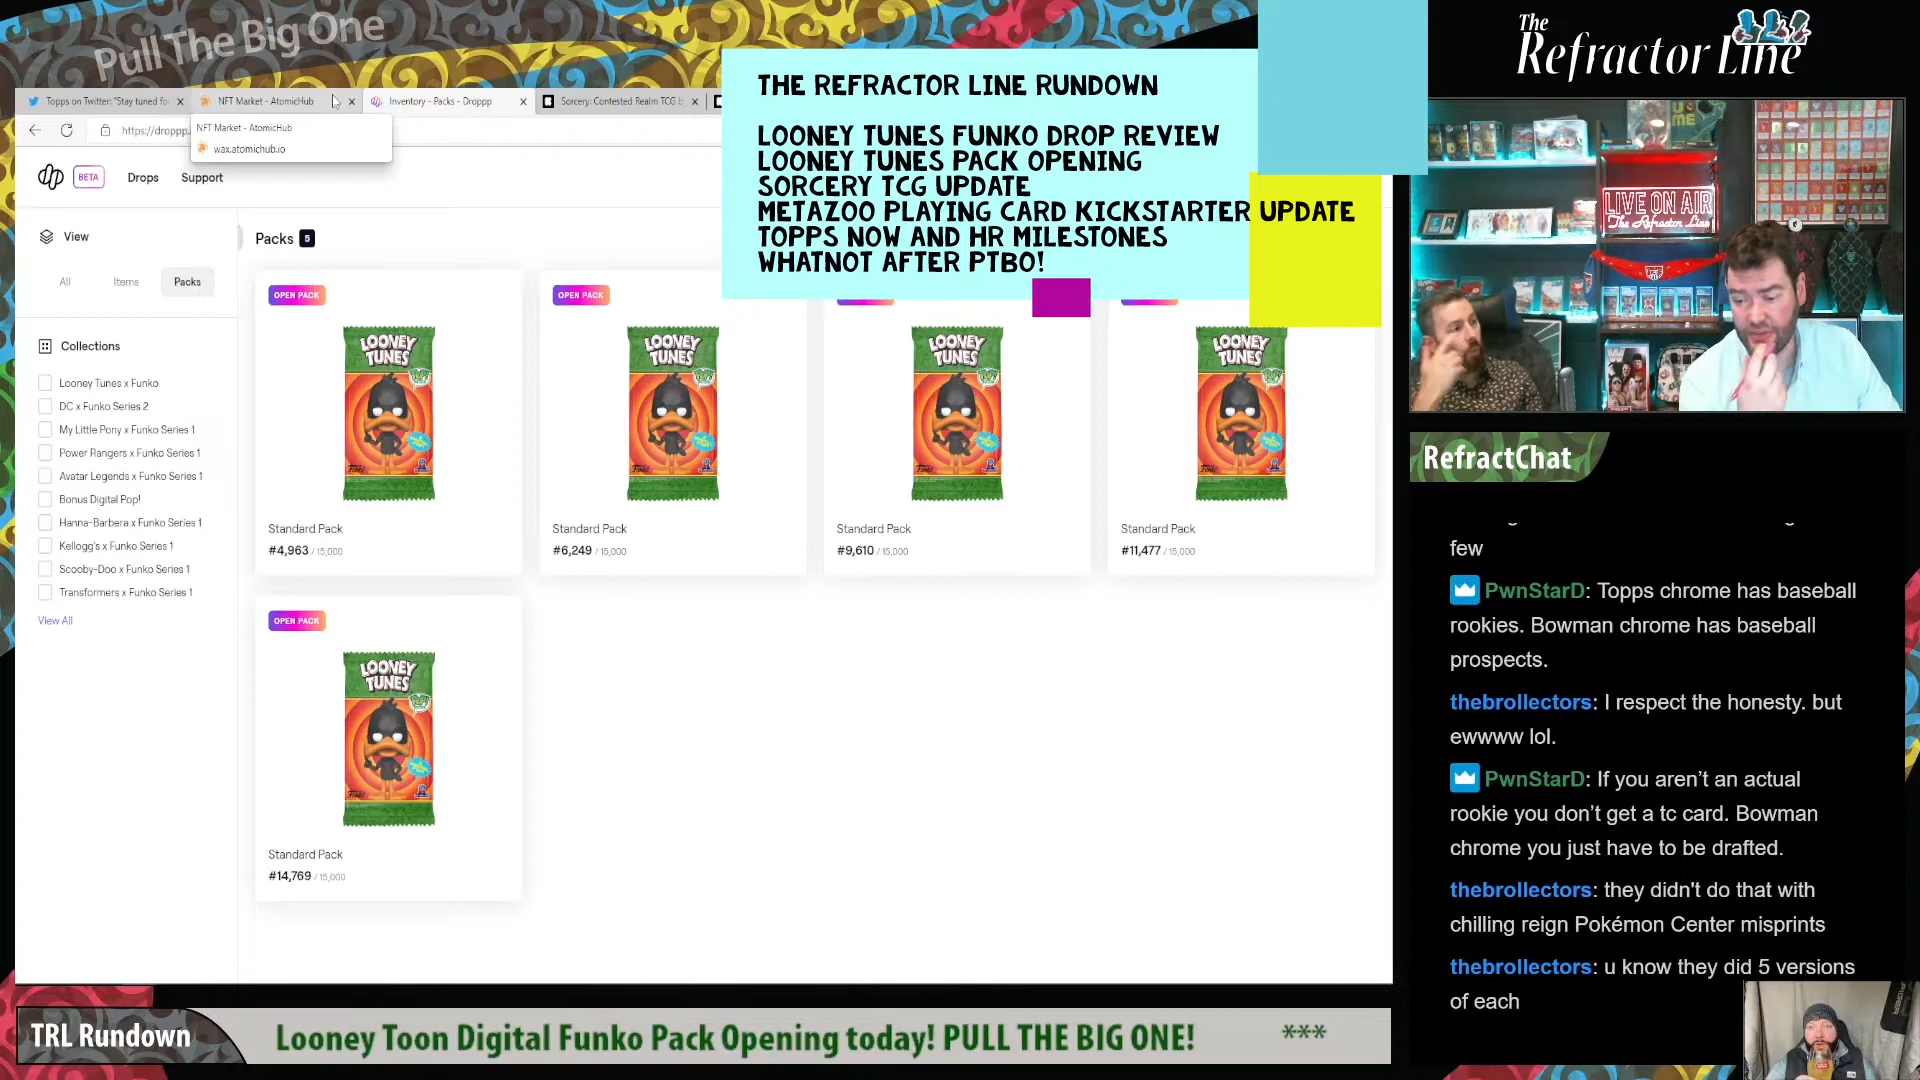 Pull The Big One
Topps on Twitter: "Stay tuned fo
NFT Market - AtomicHub
Inventory - Packs - Droppp
Sorcery: Contested Realm TCG b
https://droppp.
NFT Market - AtomicHub
wax.atomichub.io
BETA
Drops
Support
View
All
Items
Packs
Collections
Looney Tunes x Funko
DC x Funko Series 2
My Little Pony x Funko Series 1
Power Rangers x Funko Series 1
Avatar Legends x Funko Series 1
Bonus Digital Pop!
Hanna-Barbera x Funko Series 1
Kellogg's x Funko Series 1
Scooby-Doo x Funko Series 1
Transformers x Funko Series 1
View All
Packs 5
OPEN PACK
LOONEY TUNES
Standard Pack
#4,963 / 15,000
OPEN PACK
LOONEY TUNES
Standard Pack
#6,249 / 15,000
LOONEY TUNES
Standard Pack
#9,610 / 15,000
LOONEY TUNES
Standard Pack
#11,477 / 15,000
OPEN PACK
LOONEY TUNES
Standard Pack
#14,769 / 15,000
THE REFRACTOR LINE RUNDOWN
LOONEY TUNES FUNKO DROP REVIEW
LOONEY TUNES PACK OPENING
SORCERY TCG UPDATE
METAZOO PLAYING CARD KICKSTARTER UPDATE
TOPPS NOW AND HR MILESTONES
WHATNOT AFTER PTBO!
The
Refractor Line
LIVE ON AIR
The Refractor Line
RefractChat
few
PwnStarD: Topps chrome has baseball
rookies. Bowman chrome has baseball
prospects.
thebrollectors: I respect the honesty. but
ewwww lol.
PwnStarD: If you aren't an actual
rookie you don't get a tc card. Bowman
chrome you just have to be drafted.
thebrollectors: they didn't do that with
chilling reign Pokémon Center misprints
thebrollectors: u know they did 5 versions
of each
TRL Rundown
Looney Toon Digital Funko Pack Opening today! PULL THE BIG ONE!
***